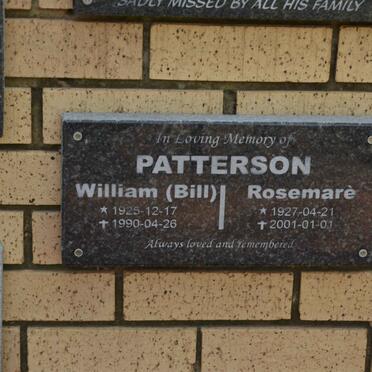 SADLY MISSED BY ALL HIS FAMILY
In Loving Memory of
PATTERSON
William (Bill) Rosemarè
★ 1925-12-17 ★ 1927-04-21
✝ 1990-04-26 ✝ 2001-01-01
Always loved and remembered